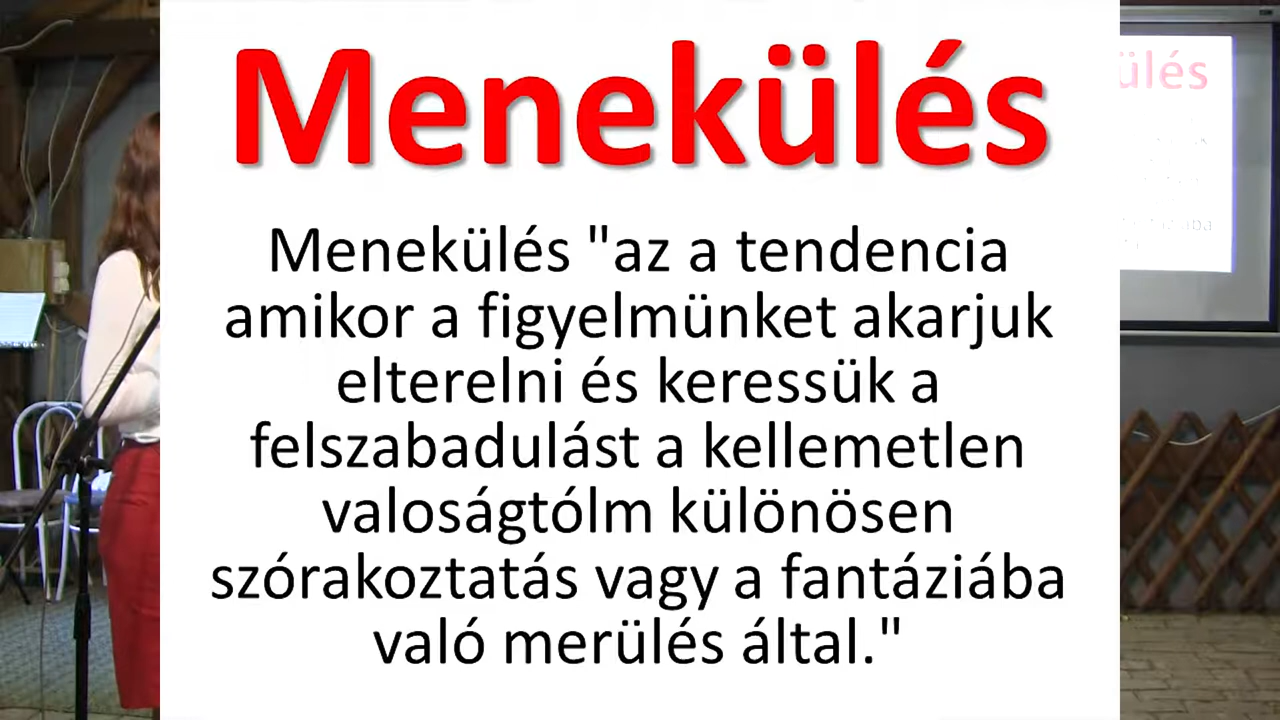 Menekülés
Menekülés "az a tendencia
amikor a figyelmünket akarjuk
elterelni és keressük a
felszabadulást a kellemetlen
valoságtólm különösen
szórakoztatás vagy a fantáziába
való merülés által."
ülés